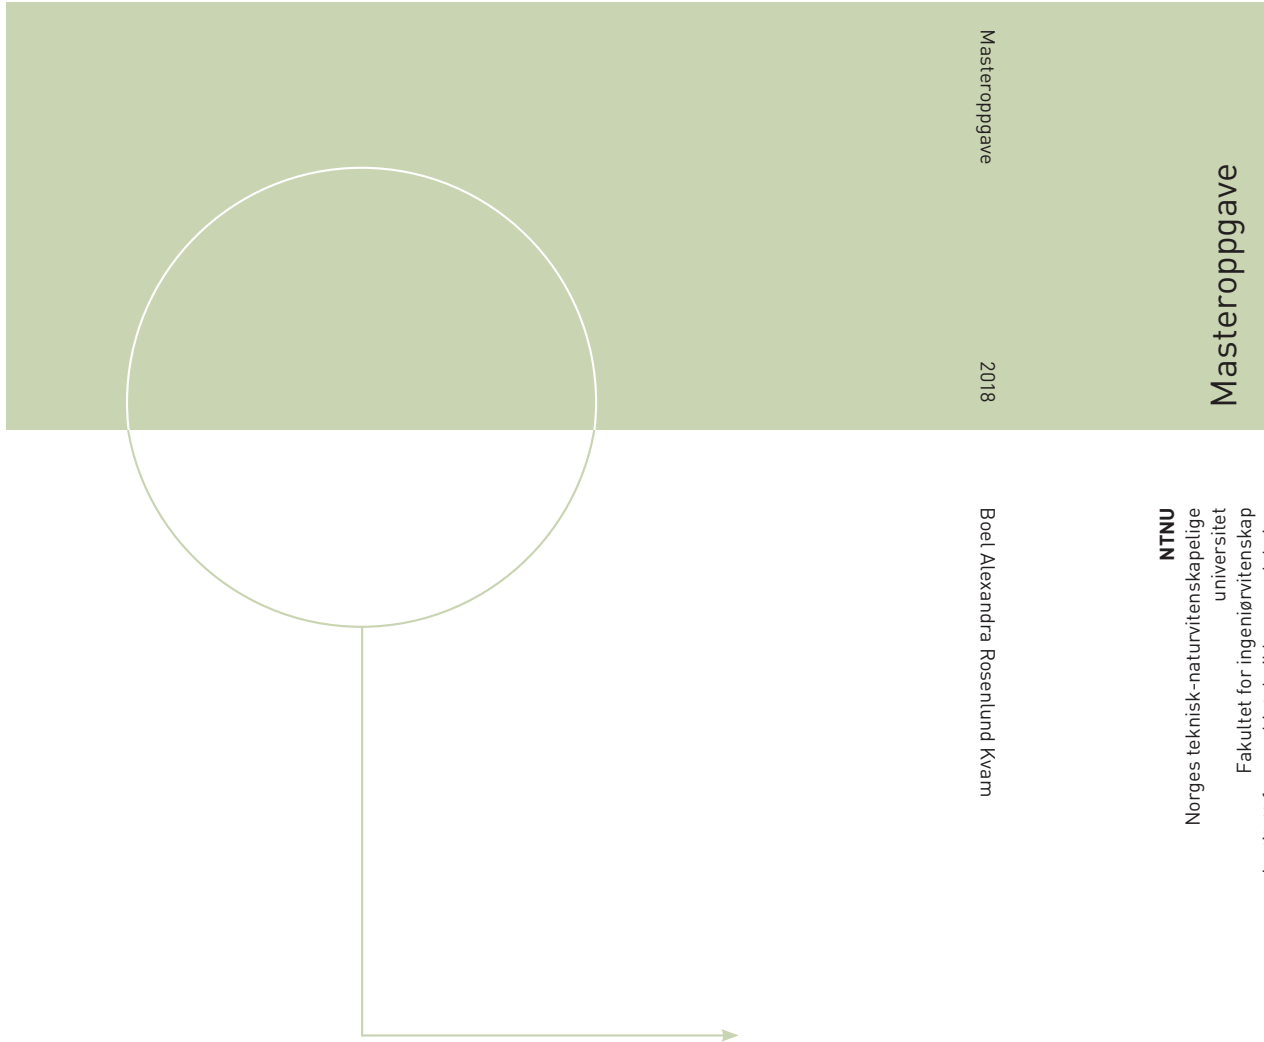 Masteroppgave
2018
Boel Alexandra Rosenlund Kvam
Masteroppgave
NTNU
Norges teknisk-naturvitenskapelige
universitet
Fakultet for ingeniørvitenskap